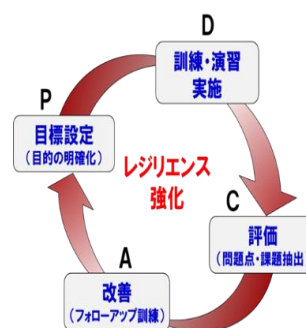 D
訓練・演習
実施
P
目標設定
(目的の明確化)
レジリエンス
強化
C
評価
(問題点・課題抽出
A
改善
(フォローアップ訓練)